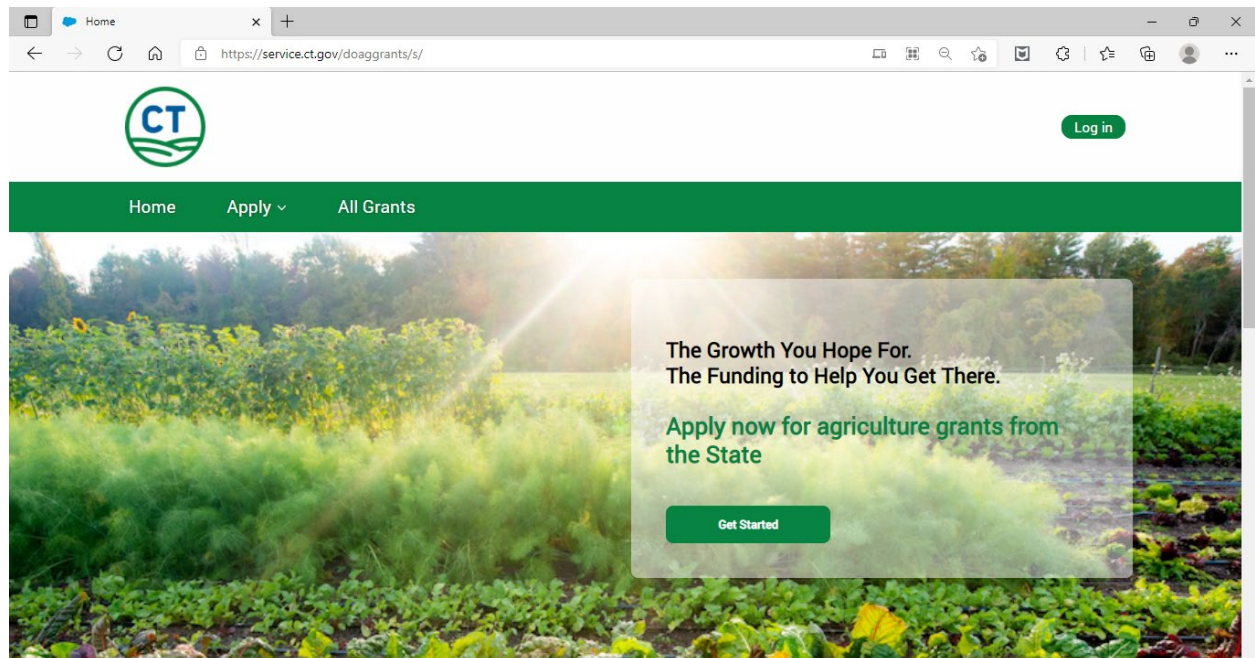 Home
https://service.ct.gov/doaggrants/s/
CT
Log in
Home
Apply
All Grants
The Growth You Hope For.
The Funding to Help You Get There.
Apply now for agriculture grants from
the State
Get Started